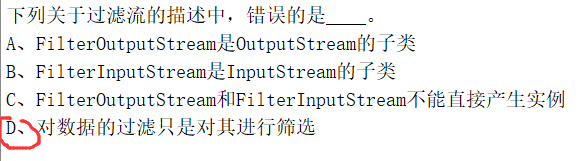 下列关于过滤流的描述中，错误的是____。
A、FilterOutputStream是OutputStream的子类
B、FilterInputStream是InputStream的子类
C、FilterOutputStream和FilterInputStream不能直接产生实例
D、对数据的过滤只是对其进行筛选